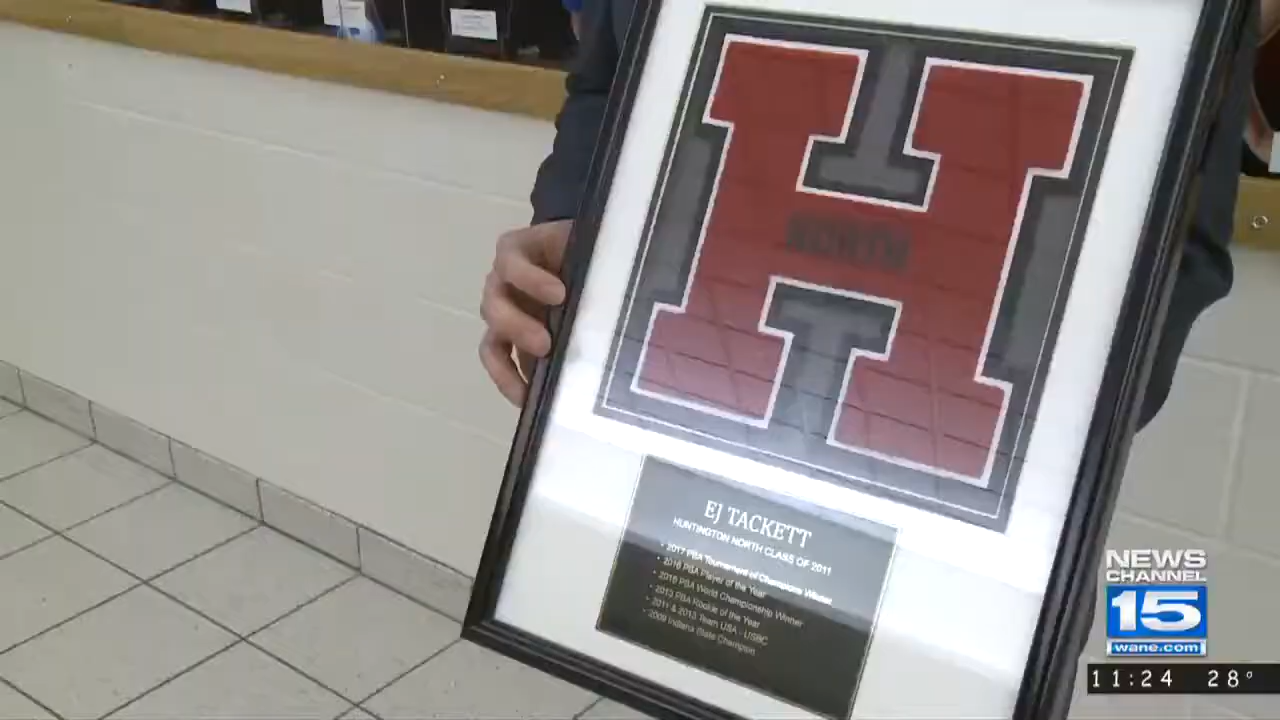 H
NORTH
EJ TACKETT
HUNTINGTON NORTH CLASS OF 2011
• 2017 PBA Tournament of Champions Winner
• 2016 PBA Player of the Year
• 2016 PBA World Championship Winner
• 2013 PBA Rookie of the Year
• 2011 & 2013 Team USA - USBC
• 2009 Indiana State Champion
NEWS
CHANNEL
15
wane.com
11:24 28°